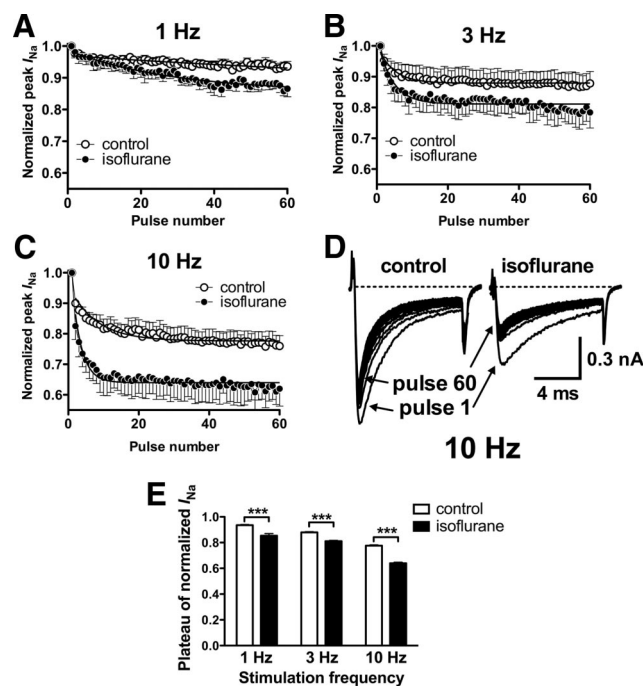 A
1 Hz
Normalized peak I_Na
1.0
0.9
0.8
0.7
0.6
control
isoflurane
0 20 40 60
Pulse number
B
3 Hz
Normalized peak I_Na
1.0
0.9
0.8
0.7
0.6
control
isoflurane
0 20 40 60
Pulse number
C
10 Hz
Normalized peak I_Na
1.0
0.9
0.8
0.7
0.6
control
isoflurane
0 20 40 60
Pulse number
D
control isoflurane
pulse 60
pulse 1
0.3 nA
4 ms
10 Hz
E
Plateau of normalized I_Na
1.0
0.8
0.6
0.4
0.2
0.0
*** *** ***
control
isoflurane
1 Hz 3 Hz 10 Hz
Stimulation frequency